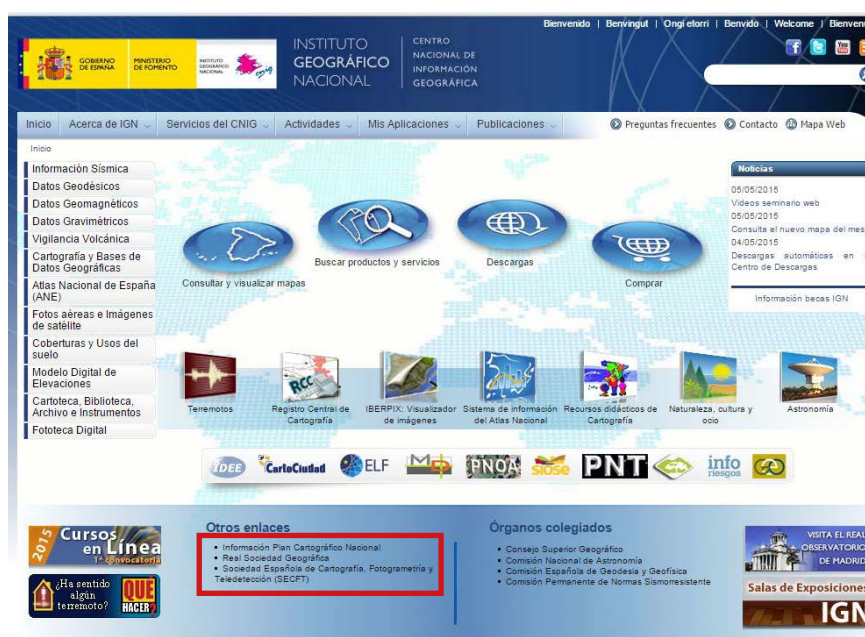 Bienvenido | Benvingut | Ongi etorri | Benvido | Welcome | Bienvenu
GOBIERNO DE ESPAÑA
MINISTERIO DE FOMENTO
INSTITUTO GEOGRÁFICO NACIONAL
cnig
INSTITUTO
GEOGRÁFICO
NACIONAL
CENTRO
NACIONAL DE
INFORMACIÓN
GEOGRÁFICA
Inicio
Acerca de IGN
Servicios del CNIG
Actividades
Mis Aplicaciones
Publicaciones
Preguntas frecuentes
Contacto
Mapa Web
Inicio
Información Sísmica
Datos Geodésicos
Datos Geomagnéticos
Datos Gravimétricos
Vigilancia Volcánica
Cartografía y Bases de
Datos Geográficas
Atlas Nacional de España
(ANE)
Fotos aéreas e Imágenes
de satélite
Coberturas y Usos del
suelo
Modelo Digital de
Elevaciones
Cartoteca, Biblioteca,
Archivo e Instrumentos
Fototeca Digital
Consultar y visualizar mapas
Buscar productos y servicios
Descargas
Comprar
Noticias
05/05/2015
Videos seminario web
05/05/2015
Consulta el nuevo mapa del mes
04/05/2015
Descargas automáticas en
Centro de Descargas
Información becas IGN
Terremotos
RCC
Registro Central de
Cartografía
IBERPIX: Visualizador
de imágenes
Sistema de información
del Atlas Nacional
Recursos didácticos de
Cartografía
Naturaleza, cultura y
ocio
Astronomía
IDEE
CartoCiudad
ELF
PNOA
siose
PNT
info
riesgos
2015
Cursos
en Línea
1ª convocatoria
¿Ha sentido
algún
terremoto?
QUÉ
HACER?
Otros enlaces
Información Plan Cartográfico Nacional
Real Sociedad Geográfica
Sociedad Española de Cartografía, Fotogrametría y
Teledetección (SECFT)
Órganos colegiados
Consejo Superior Geográfico
Comisión Nacional de Astronomía
Comisión Española de Geodesia y Geofísica
Comisión Permanente de Normas Sismorresistente
VISITA EL REAL
OBSERVATORIO
DE MADRID
Salas de Exposiciones
IGN